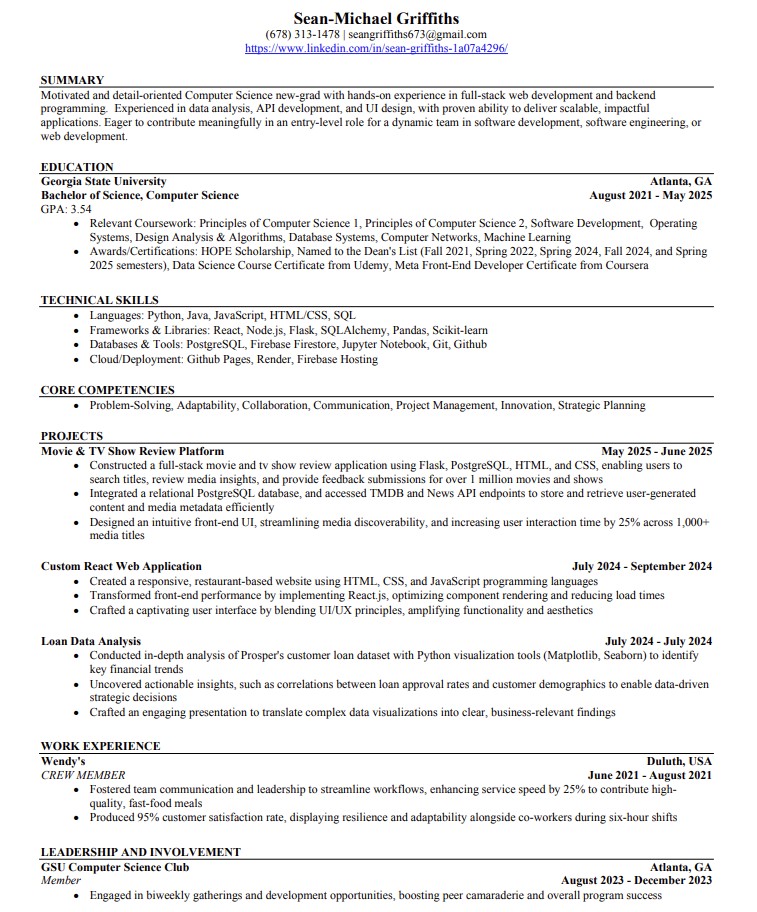 Sean-Michael Griffiths
(678) 313-1478 | seangriffiths673@gmail.com
https://www.linkedin.com/in/sean-griffiths-1a07a4296/
SUMMARY
Motivated and detail-oriented Computer Science new-grad with hands-on experience in full-stack web development and backend
programming.  Experienced in data analysis, API development, and UI design, with proven ability to deliver scalable, impactful
applications. Eager to contribute meaningfully in an entry-level role for a dynamic team in software development, software engineering, or
web development.
EDUCATION
Georgia State University Atlanta, GA
Bachelor of Science, Computer Science August 2021 - May 2025
GPA: 3.54
• Relevant Coursework: Principles of Computer Science 1, Principles of Computer Science 2, Software Development,  Operating
Systems, Design Analysis & Algorithms, Database Systems, Computer Networks, Machine Learning
• Awards/Certifications: HOPE Scholarship, Named to the Dean's List (Fall 2021, Spring 2022, Spring 2024, Fall 2024, and Spring
2025 semesters), Data Science Course Certificate from Udemy, Meta Front-End Developer Certificate from Coursera
TECHNICAL SKILLS
• Languages: Python, Java, JavaScript, HTML/CSS, SQL
• Frameworks & Libraries: React, Node.js, Flask, SQLAlchemy, Pandas, Scikit-learn
• Databases & Tools: PostgreSQL, Firebase Firestore, Jupyter Notebook, Git, Github
• Cloud/Deployment: Github Pages, Render, Firebase Hosting
CORE COMPETENCIES
• Problem-Solving, Adaptability, Collaboration, Communication, Project Management, Innovation, Strategic Planning
PROJECTS
Movie & TV Show Review Platform May 2025 - June 2025
• Constructed a full-stack movie and tv show review application using Flask, PostgreSQL, HTML, and CSS, enabling users to
search titles, review media insights, and provide feedback submissions for over 1 million movies and shows
• Integrated a relational PostgreSQL database, and accessed TMDB and News API endpoints to store and retrieve user-generated
content and media metadata efficiently
• Designed an intuitive front-end UI, streamlining media discoverability, and increasing user interaction time by 25% across 1,000+
media titles
Custom React Web Application July 2024 - September 2024
• Created a responsive, restaurant-based website using HTML, CSS, and JavaScript programming languages
• Transformed front-end performance by implementing React.js, optimizing component rendering and reducing load times
• Crafted a captivating user interface by blending UI/UX principles, amplifying functionality and aesthetics
Loan Data Analysis July 2024 - July 2024
• Conducted in-depth analysis of Prosper's customer loan dataset with Python visualization tools (Matplotlib, Seaborn) to identify
key financial trends
• Uncovered actionable insights, such as correlations between loan approval rates and customer demographics to enable data-driven
strategic decisions
• Crafted an engaging presentation to translate complex data visualizations into clear, business-relevant findings
WORK EXPERIENCE
Wendy's Duluth, USA
CREW MEMBER June 2021 - August 2021
• Fostered team communication and leadership to streamline workflows, enhancing service speed by 25% to contribute high-
quality, fast-food meals
• Produced 95% customer satisfaction rate, displaying resilience and adaptability alongside co-workers during six-hour shifts
LEADERSHIP AND INVOLVEMENT
GSU Computer Science Club Atlanta, GA
Member August 2023 - December 2023
• Engaged in biweekly gatherings and development opportunities, boosting peer camaraderie and overall program success